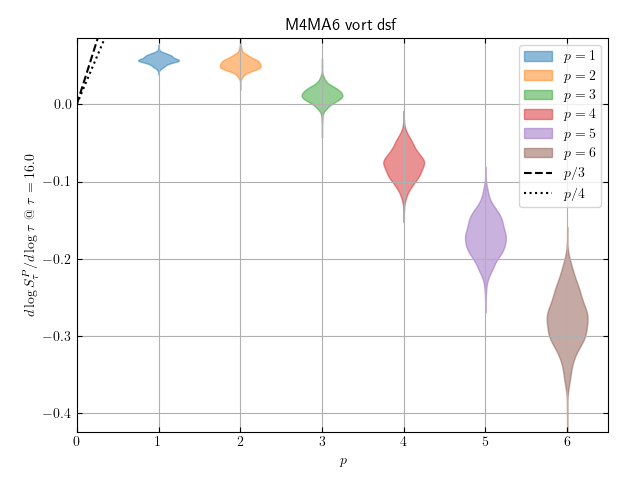 M4MA6 vort dsf
d log S_τ^P / d log τ @ τ = 16.0
0.0
−0.1
−0.2
−0.3
−0.4
0 1 2 3 4 5 6
p
p = 1
p = 2
p = 3
p = 4
p = 5
p = 6
p/3
p/4